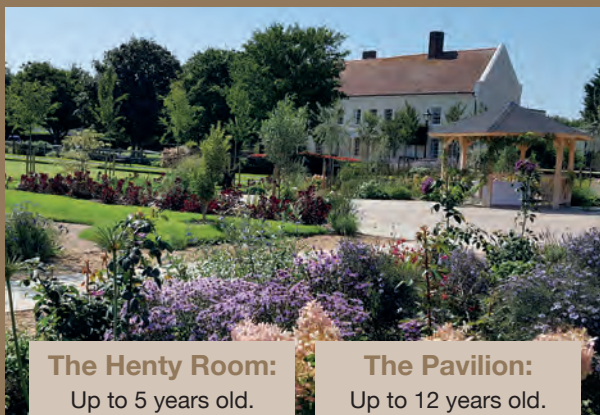 The Henty Room:
Up to 5 years old.
The Pavilion:
Up to 12 years old.